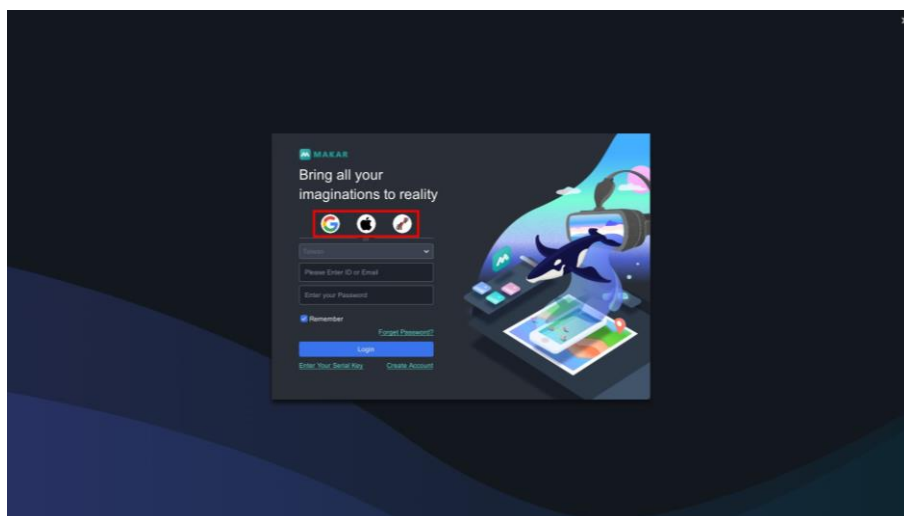 MAKAR
Bring all your
imaginations to reality
Taiwan
Please Enter ID or Email
Enter your Password
Remember
Forget Password?
Login
Enter Your Serial Key
Create Account